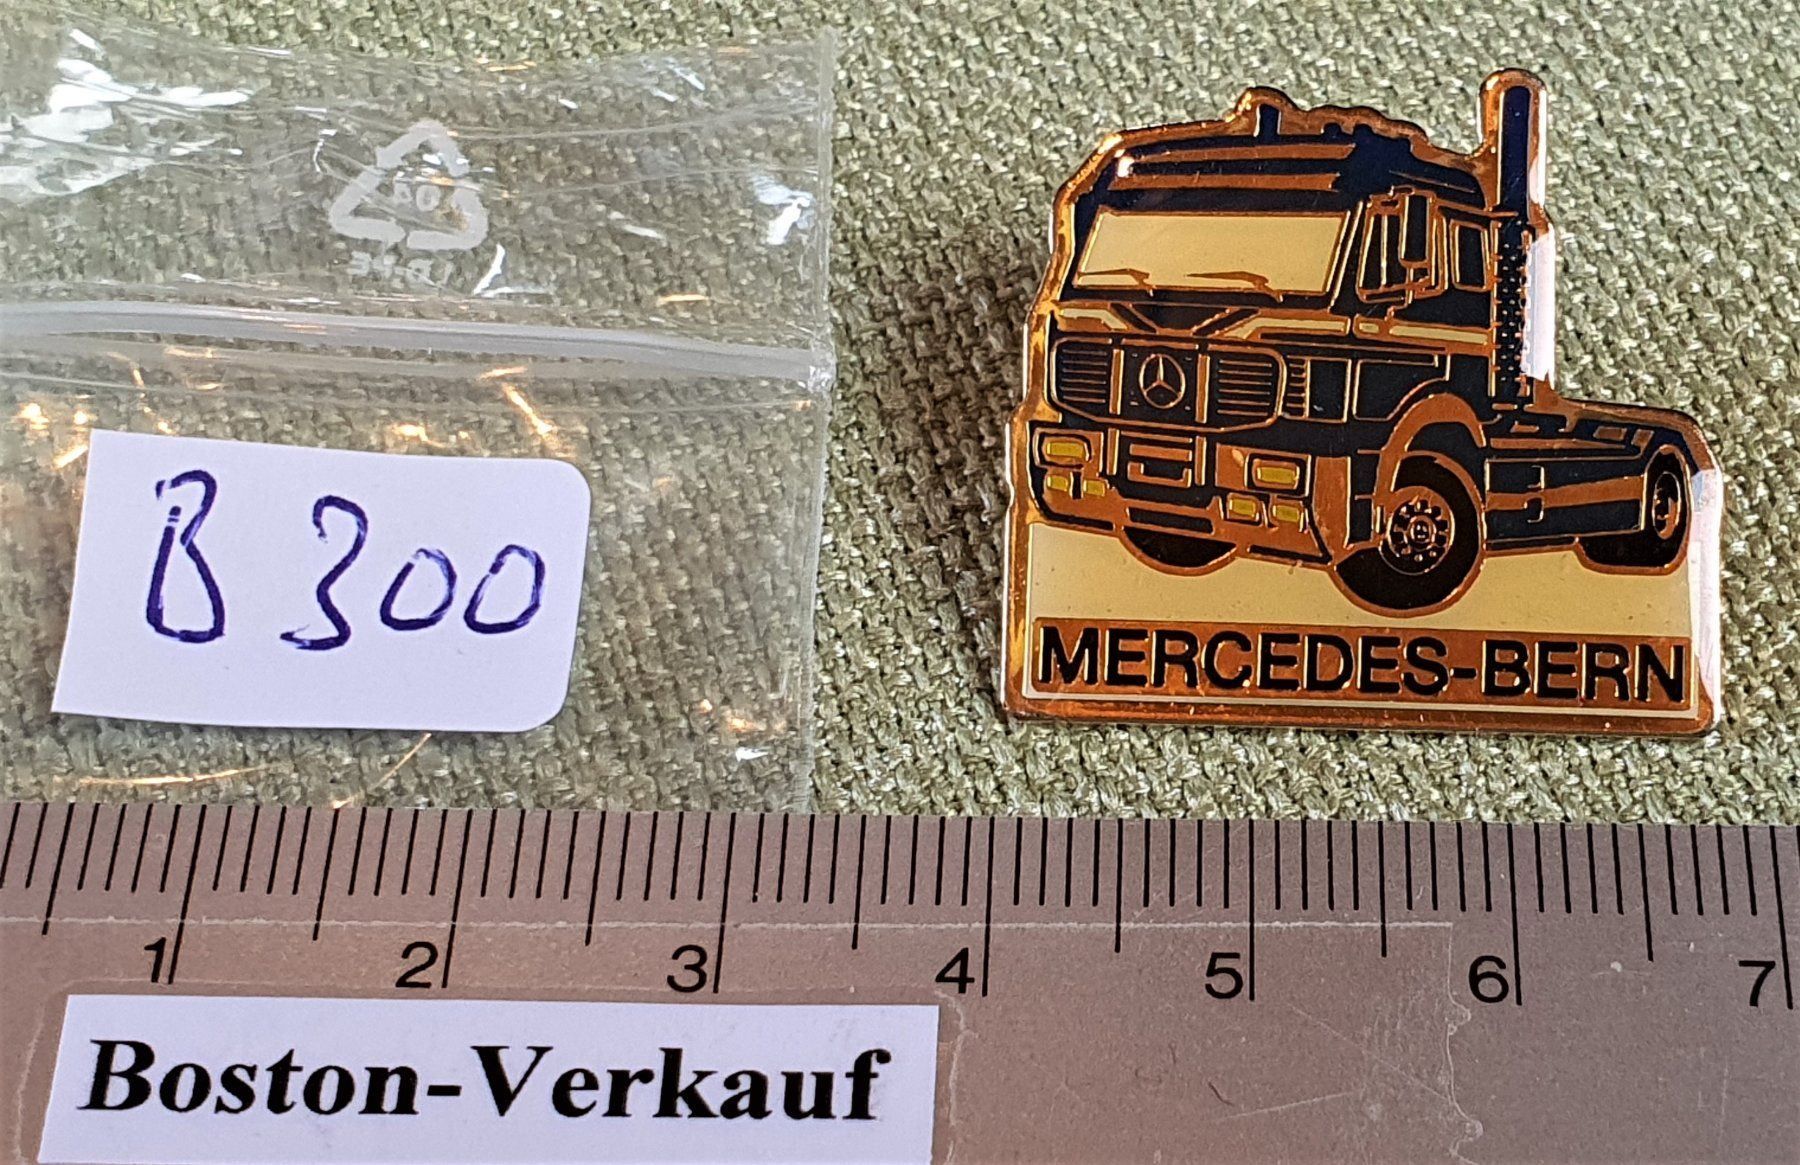 B 300
MERCEDES-BERN
1 2 3 4 5 6 7
Boston-Verkauf